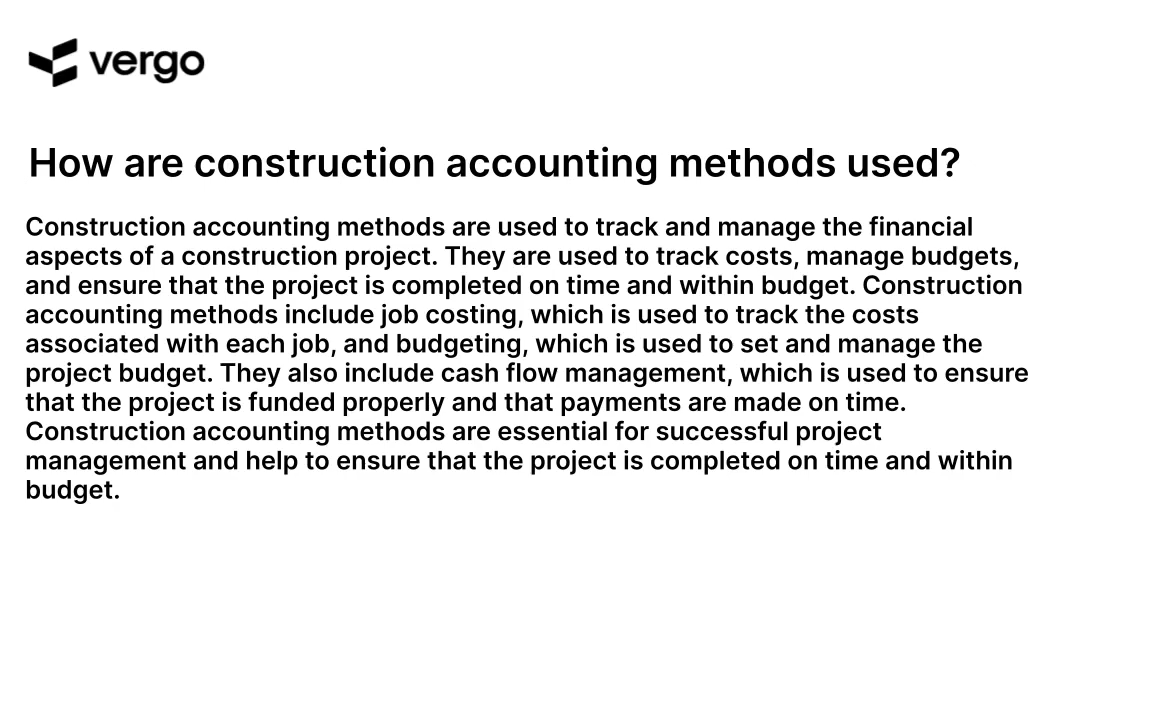 vergo
How are construction accounting methods used?
Construction accounting methods are used to track and manage the financial
aspects of a construction project. They are used to track costs, manage budgets,
and ensure that the project is completed on time and within budget. Construction
accounting methods include job costing, which is used to track the costs
associated with each job, and budgeting, which is used to set and manage the
project budget. They also include cash flow management, which is used to ensure
that the project is funded properly and that payments are made on time.
Construction accounting methods are essential for successful project
management and help to ensure that the project is completed on time and within
budget.